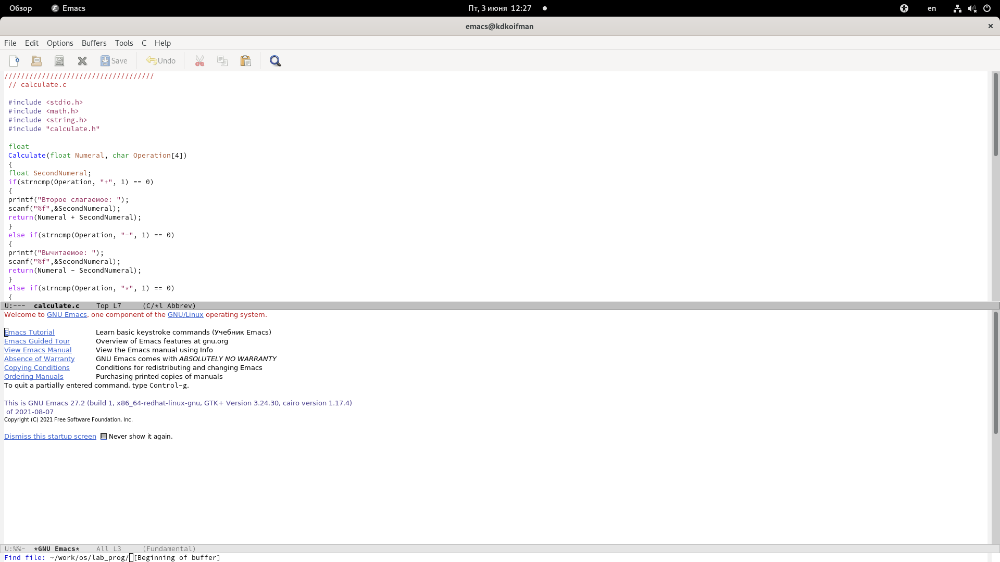 Обзор Emacs Пт, 3 июня 12:27 en
emacs@kdkoifman
File Edit Options Buffers Tools C Help
Save Undo
////////////////////////////////////
// calculate.c
#include <stdio.h>
#include <math.h>
#include <string.h>
#include "calculate.h"
float
Calculate(float Numeral, char Operation[4])
{
float SecondNumeral;
if(strncmp(Operation, "+", 1) == 0)
{
printf("Второе слагаемое: ");
scanf("%f",&SecondNumeral);
return(Numeral + SecondNumeral);
}
else if(strncmp(Operation, "-", 1) == 0)
{
printf("Вычитаемое: ");
scanf("%f",&SecondNumeral);
return(Numeral - SecondNumeral);
}
else if(strncmp(Operation, "*", 1) == 0)
{
U:--- calculate.c Top L7 (C/*l Abbrev)
Welcome to GNU Emacs, one component of the GNU/Linux operating system.
Emacs Tutorial Learn basic keystroke commands (Учебник Emacs)
Emacs Guided Tour Overview of Emacs features at gnu.org
View Emacs Manual View the Emacs manual using Info
Absence of Warranty GNU Emacs comes with ABSOLUTELY NO WARRANTY
Copying Conditions Conditions for redistributing and changing Emacs
Ordering Manuals Purchasing printed copies of manuals
To quit a partially entered command, type Control-g.
This is GNU Emacs 27.2 (build 1, x86_64-redhat-linux-gnu, GTK+ Version 3.24.30, cairo version 1.17.4)
of 2021-08-07
Copyright (C) 2021 Free Software Foundation, Inc.
Dismiss this startup screen Never show it again.
U:%%- *GNU Emacs* All L3 (Fundamental)
Find file: ~/work/os/lab_prog/ [Beginning of buffer]